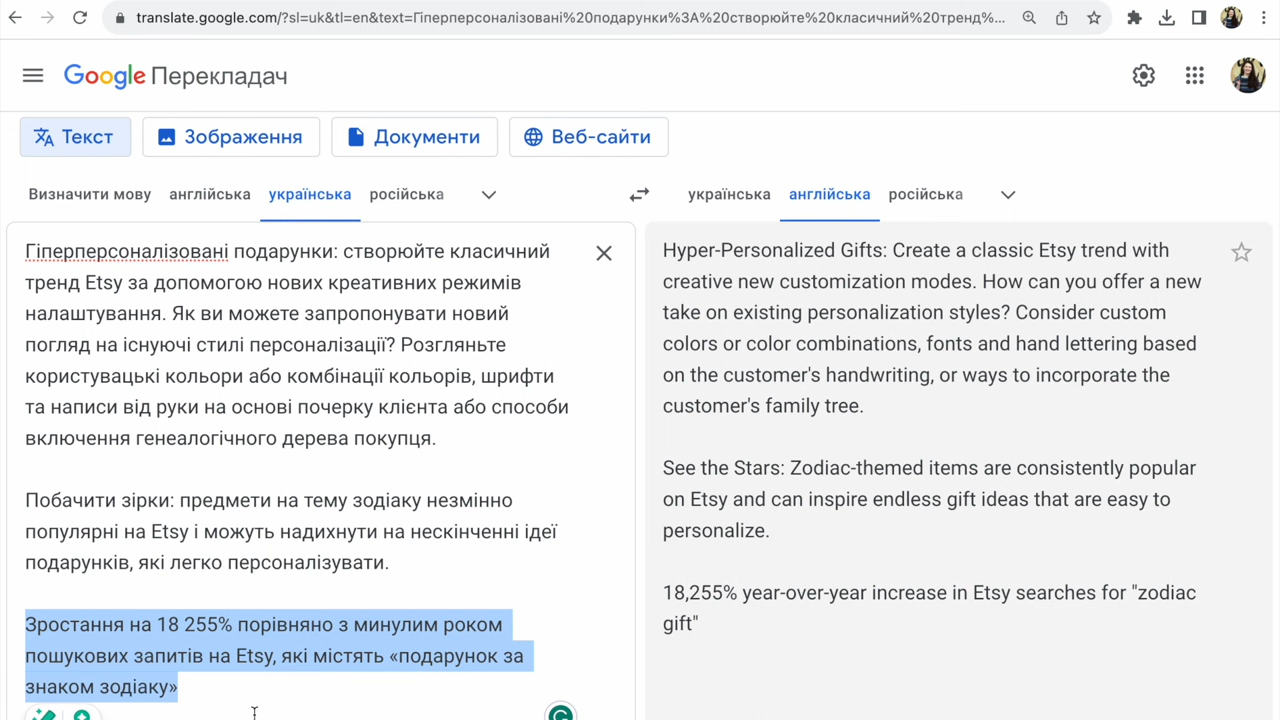 translate.google.com/?sl=uk&tl=en&text=Гіперперсоналізовані%20подарунки%3A%20створюйте%20класичний%20тренд%...
Google Перекладач
Текст
Зображення
Документи
Веб-сайти
Визначити мову англійська українська російська
українська англійська російська
Гіперперсоналізовані подарунки: створюйте класичний
тренд Etsy за допомогою нових креативних режимів
налаштування. Як ви можете запропонувати новий
погляд на існуючі стилі персоналізації? Розгляньте
користувацькі кольори або комбінації кольорів, шрифти
та написи від руки на основі почерку клієнта або способи
включення генеалогічного дерева покупця.
Побачити зірки: предмети на тему зодіаку незмінно
популярні на Etsy і можуть надихнути на нескінченні ідеї
подарунків, які легко персоналізувати.
Зростання на 18 255% порівняно з минулим роком
пошукових запитів на Etsy, які містять «подарунок за
знаком зодіаку»
Hyper-Personalized Gifts: Create a classic Etsy trend with
creative new customization modes. How can you offer a new
take on existing personalization styles? Consider custom
colors or color combinations, fonts and hand lettering based
on the customer's handwriting, or ways to incorporate the
customer's family tree.
See the Stars: Zodiac-themed items are consistently popular
on Etsy and can inspire endless gift ideas that are easy to
personalize.
18,255% year-over-year increase in Etsy searches for "zodiac
gift"